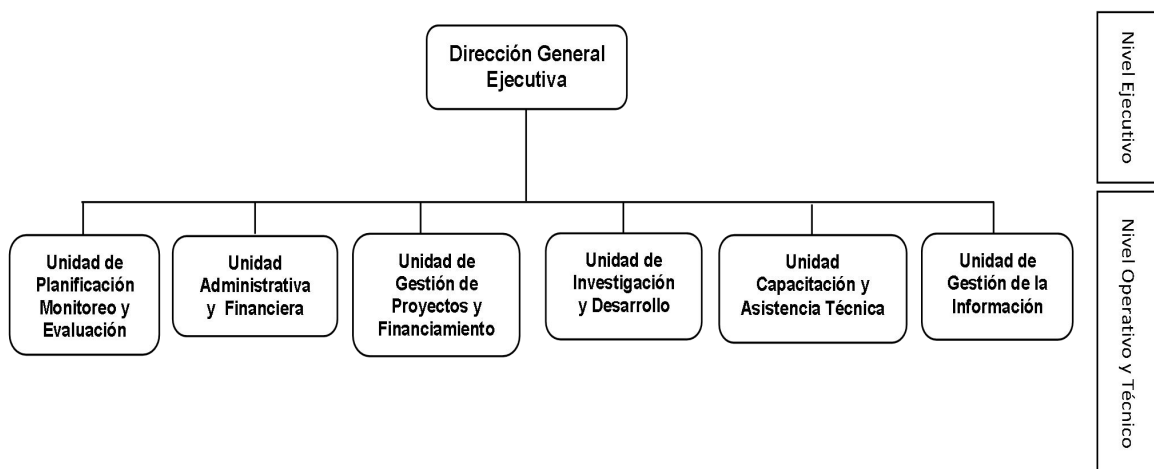 Dirección General
Ejecutiva
Nivel Ejecutivo
Unidad de
Planificación
Monitoreo y
Evaluación
Unidad
Administrativa
y Financiera
Unidad de
Gestión de
Proyectos y
Financiamiento
Unidad de
Investigación
y Desarrollo
Unidad
Capacitación y
Asistencia Técnica
Unidad de
Gestión de la
Información
Nivel Operativo y Técnico